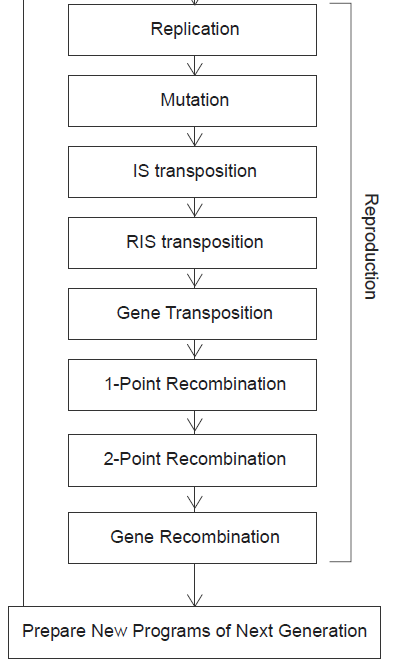 Replication
Mutation
IS transposition
RIS transposition
Gene Transposition
1-Point Recombination
2-Point Recombination
Gene Recombination
Reproduction
Prepare New Programs of Next Generation